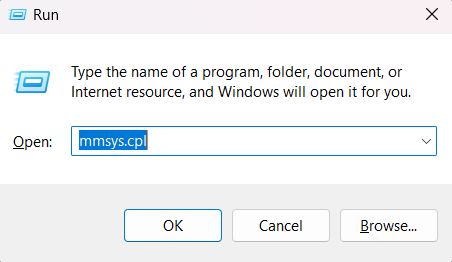 Run
Type the name of a program, folder, document, or
Internet resource, and Windows will open it for you.
Open: mmsys.cpl
OK Cancel Browse...